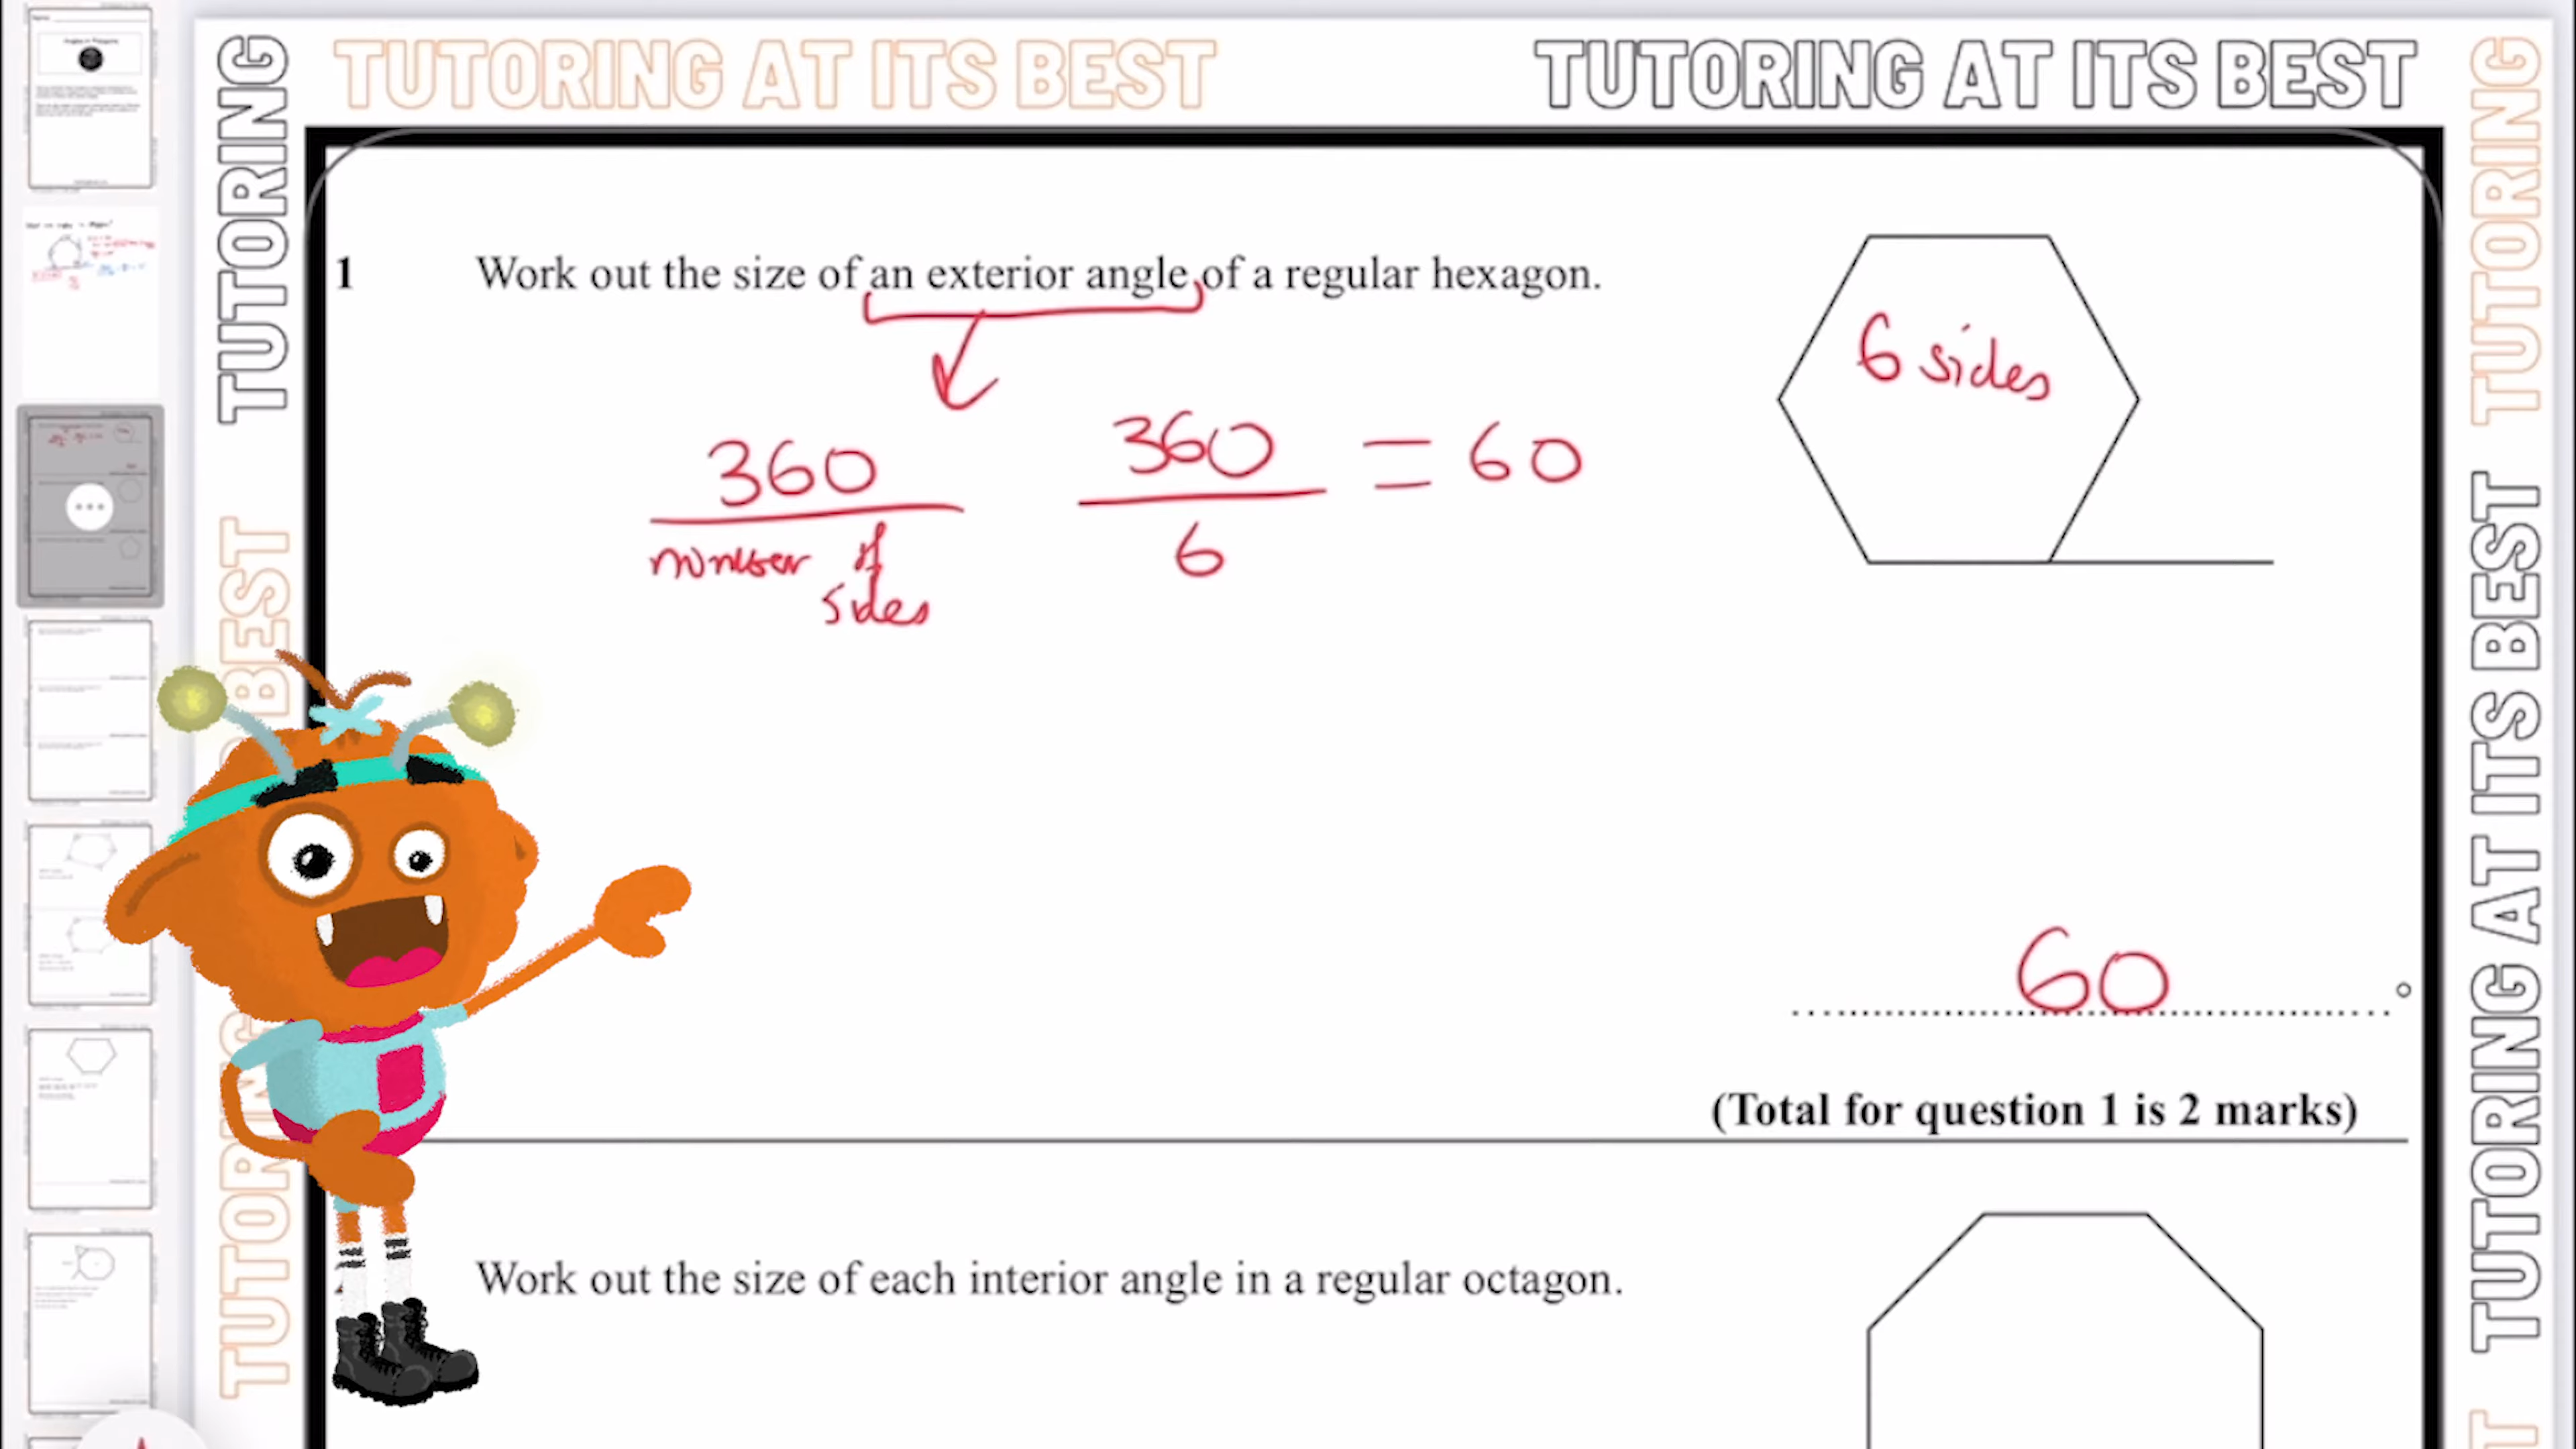 TUTORING AT ITS BEST
TUTORING AT ITS BEST
TUTORING
TUTORING
1 Work out the size of an exterior angle of a regular hexagon.
6 sides
360
number of
sides
360
6
= 60
BEST
TUTORING
TUTORING AT ITS BEST
60 °
(Total for question 1 is 2 marks)
Work out the size of each interior angle in a regular octagon.